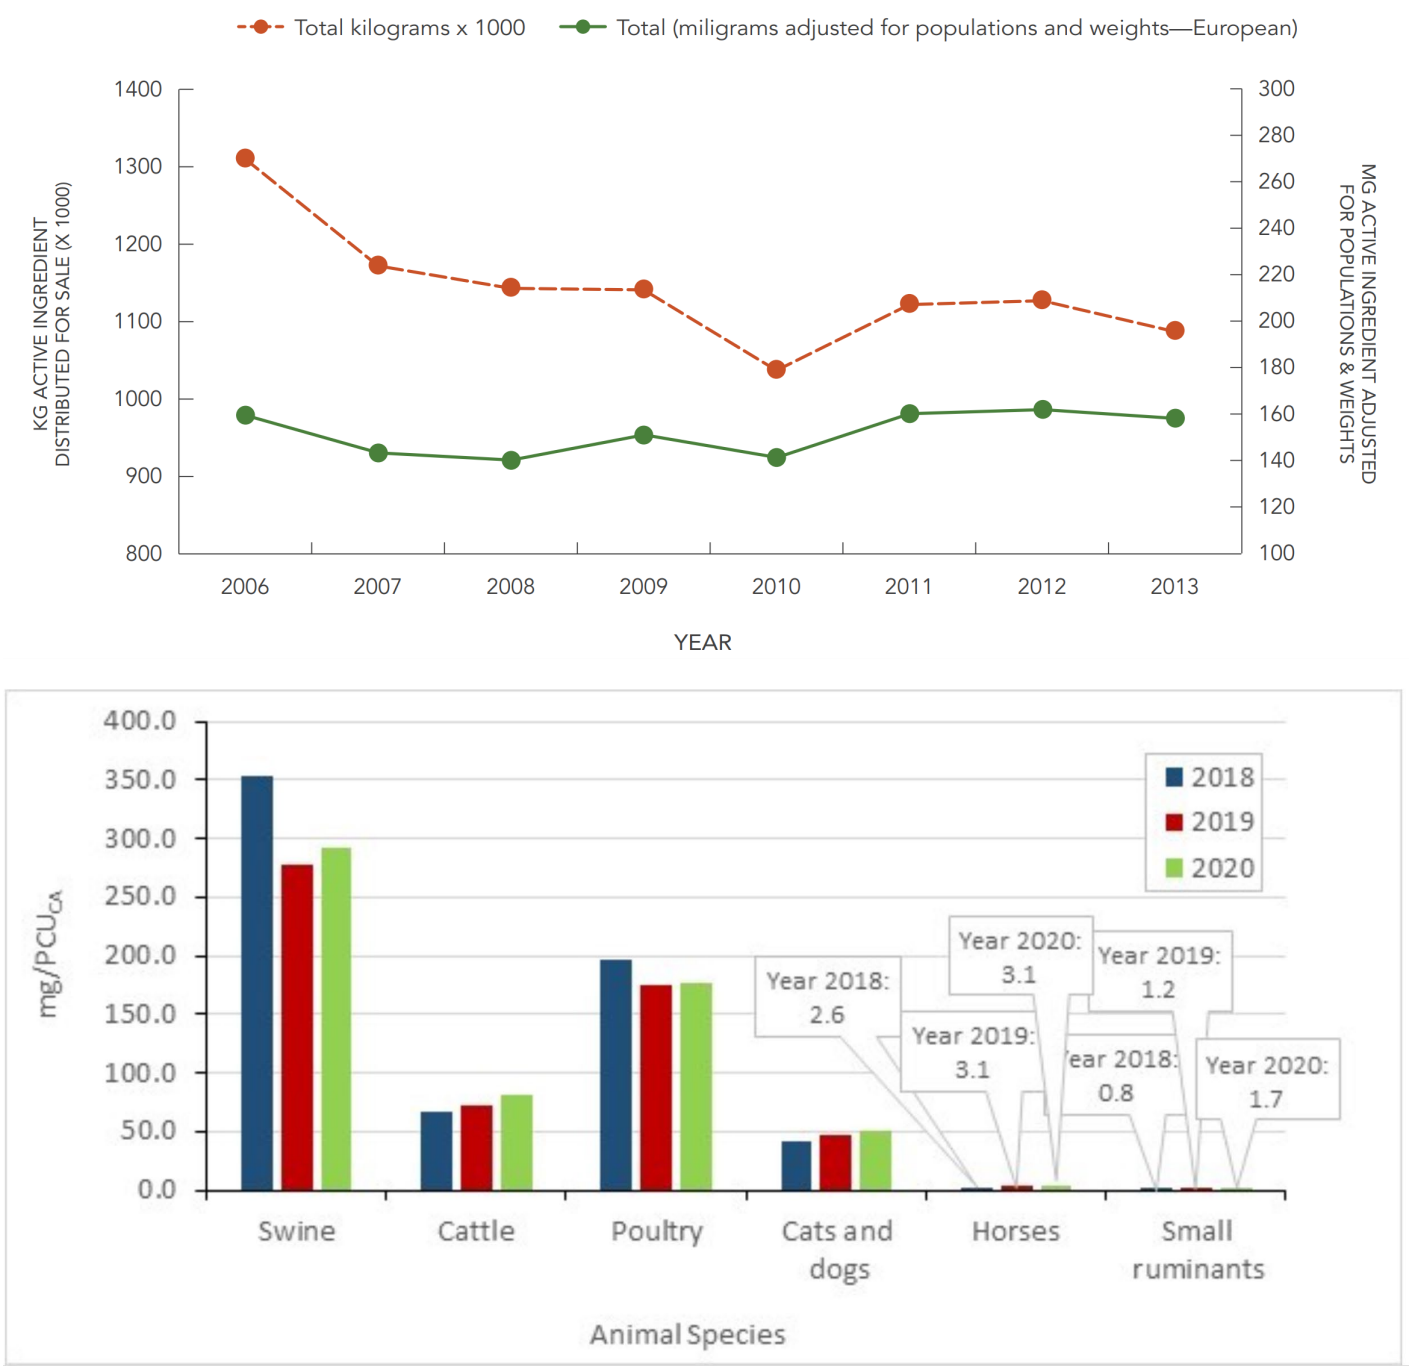 Total kilograms x 1000
Total (miligrams adjusted for populations and weights—European)
KG ACTIVE INGREDIENT
DISTRIBUTED FOR SALE (X 1000)
1400
1300
1200
1100
1000
900
800
300
280
260
240
220
200
180
160
140
120
100
MG ACTIVE INGREDIENT ADJUSTED
FOR POPULATIONS & WEIGHTS
2006 2007 2008 2009 2010 2011 2012 2013
YEAR
mg/PCUCA
400.0
350.0
300.0
250.0
200.0
150.0
100.0
50.0
0.0
2018
2019
2020
Year 2018:
2.6
Year 2019:
3.1
Year 2020:
3.1
ear 2018:
0.8
Year 2019:
1.2
Year 2020:
1.7
Swine Cattle Poultry Cats and Horses Small
dogs ruminants
Animal Species